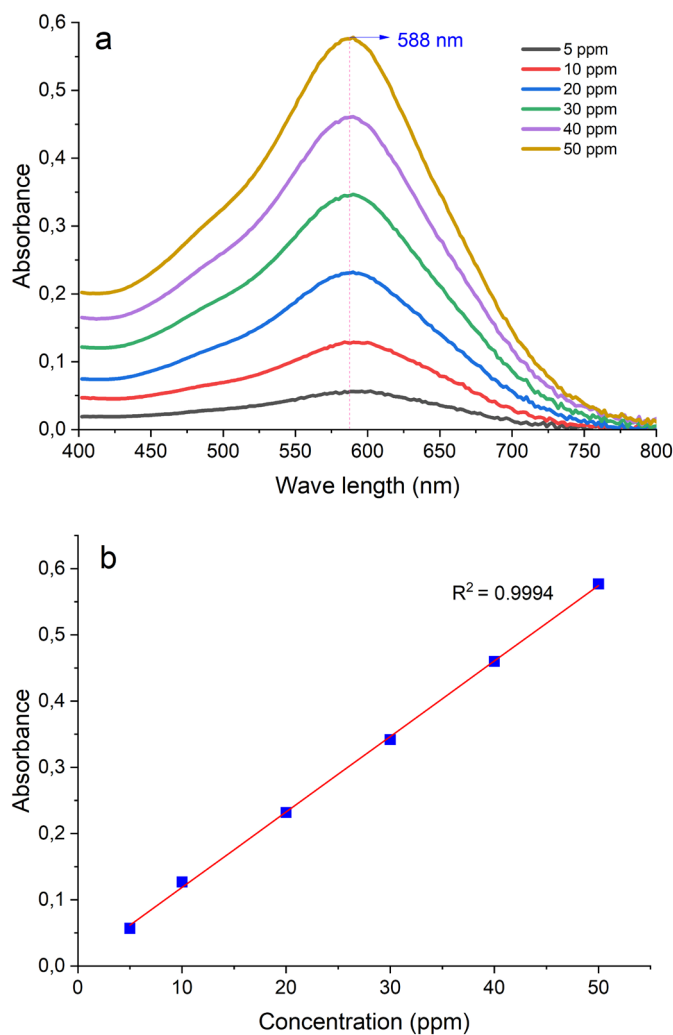 a
588 nm
5 ppm
10 ppm
20 ppm
30 ppm
40 ppm
50 ppm
0,6
0,5
0,4
0,3
0,2
0,1
0,0
Absorbance
400 450 500 550 600 650 700 750 800
Wave length (nm)
b
R² = 0.9994
0,6
0,5
0,4
0,3
0,2
0,1
0,0
Absorbance
0 10 20 30 40 50
Concentration (ppm)